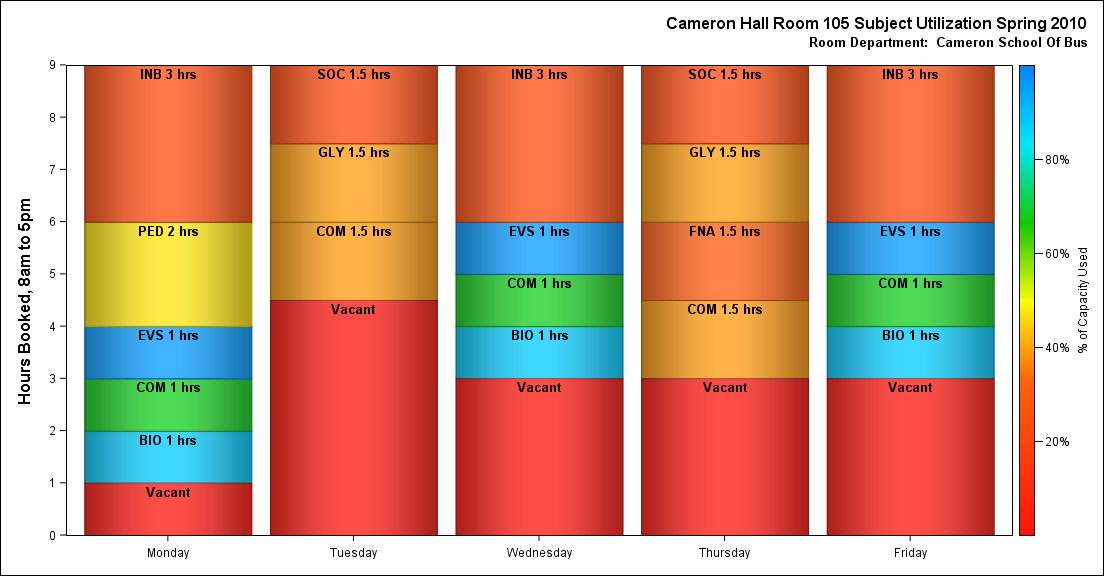 Cameron Hall Room 105 Subject Utilization Spring 2010
Room Department:  Cameron School Of Bus
Hours Booked, 8am to 5pm
9
8
7
6
5
4
3
2
1
0
INB 3 hrs
PED 2 hrs
EVS 1 hrs
COM 1 hrs
BIO 1 hrs
Vacant
Monday
SOC 1.5 hrs
GLY 1.5 hrs
COM 1.5 hrs
Vacant
Tuesday
INB 3 hrs
EVS 1 hrs
COM 1 hrs
BIO 1 hrs
Vacant
Wednesday
SOC 1.5 hrs
GLY 1.5 hrs
FNA 1.5 hrs
COM 1.5 hrs
Vacant
Thursday
INB 3 hrs
EVS 1 hrs
COM 1 hrs
BIO 1 hrs
Vacant
Friday
80%
60%
40%
20%
% of Capacity Used